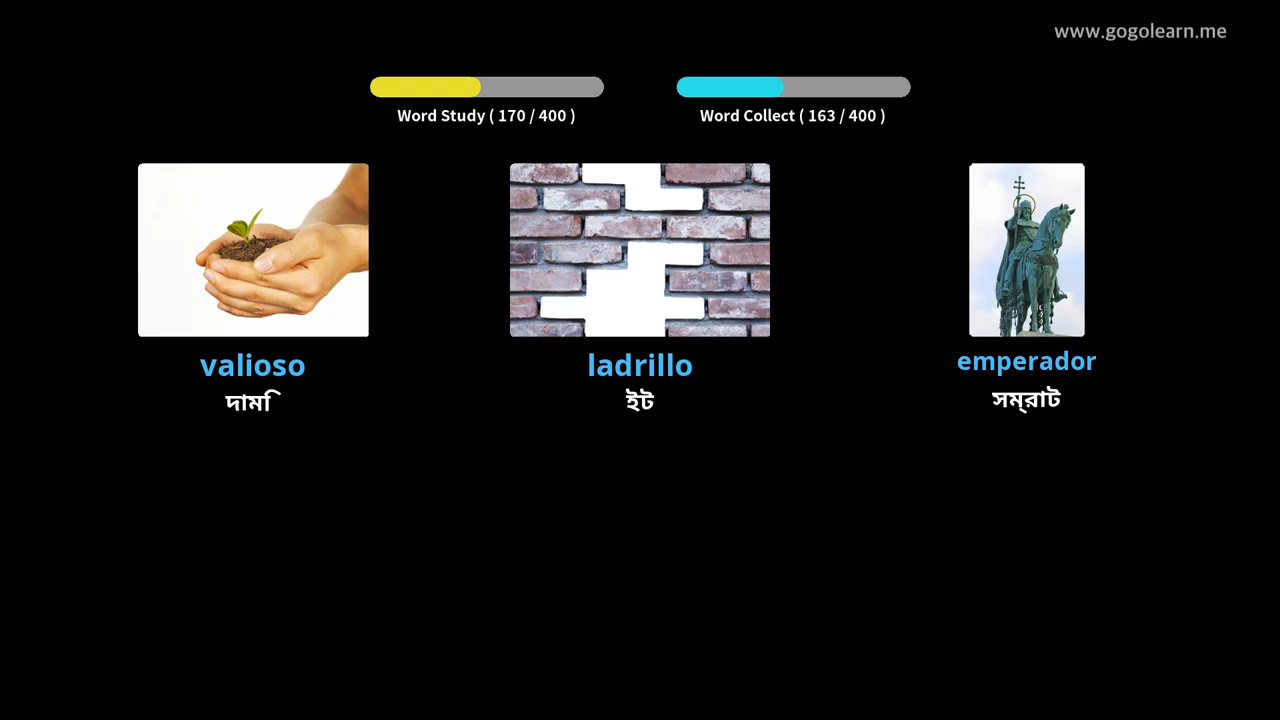 www.gogolearn.me
Word Study ( 170 / 400 )
Word Collect ( 163 / 400 )
valioso
ladrillo
emperador
দামি
ইট
সম্রাট